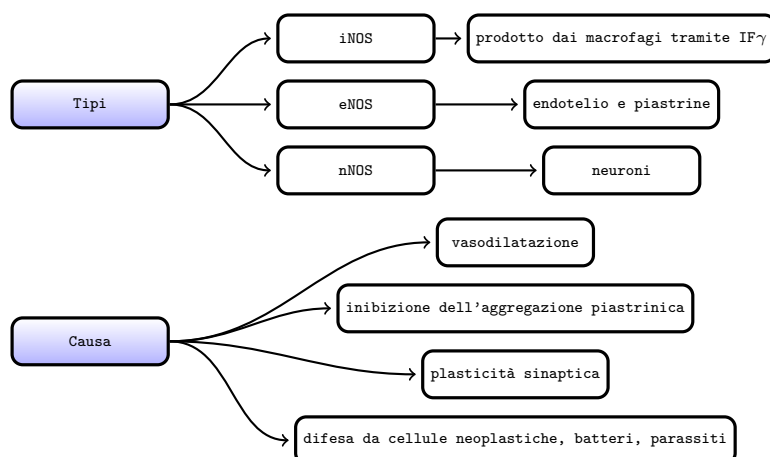 Tipi
iNOS
prodotto dai macrofagi tramite IFγ
eNOS
endotelio e piastrine
nNOS
neuroni
Causa
vasodilatazione
inibizione dell'aggregazione piastrinica
plasticità sinaptica
difesa da cellule neoplastiche, batteri, parassiti